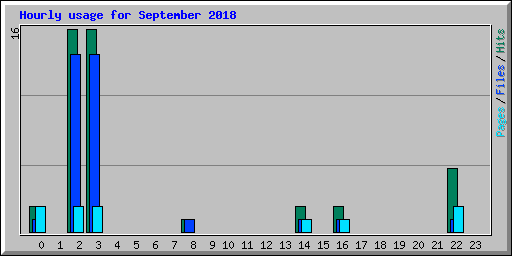 Hourly usage for September 2018
16
Pages/Files/Hits
0 1 2 3 4 5 6 7 8 9 10 11 12 13 14 15 16 17 18 19 20 21 22 23